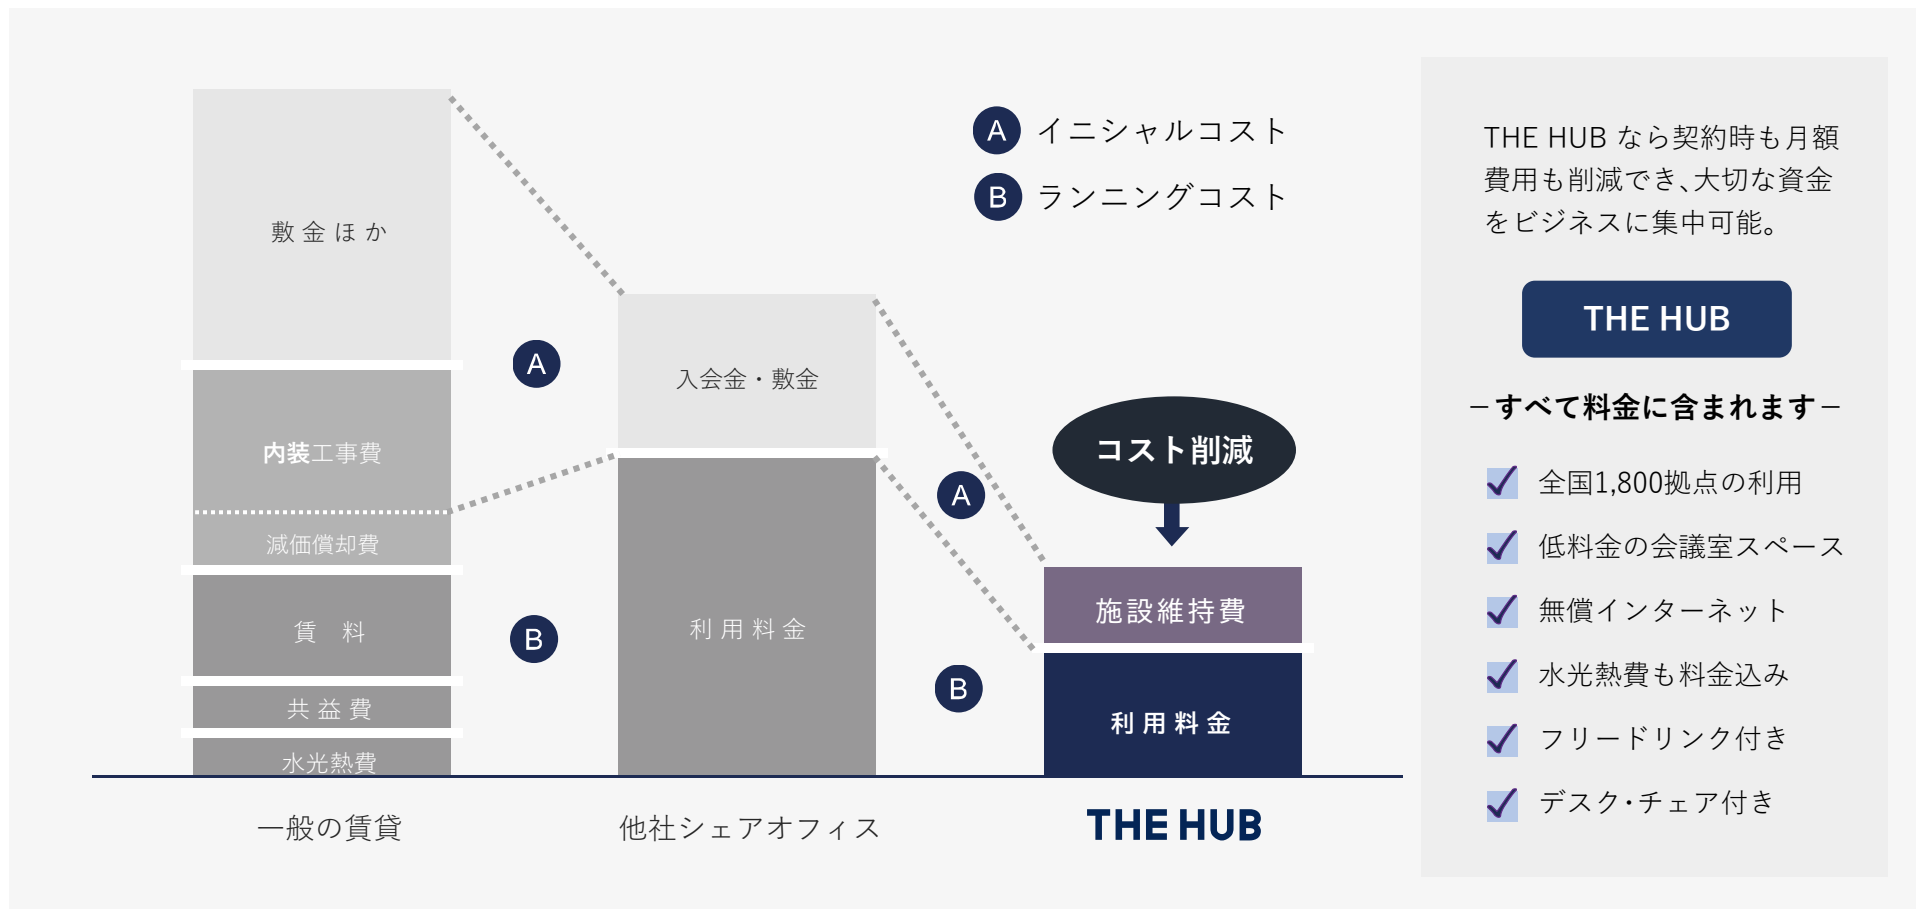 敷金ほか
内装工事費
減価償却費
賃 料
共益費
水光熱費
一般の賃貸
A
B
入会金・敷金
利用料金
他社シェアオフィス
A イニシャルコスト
B ランニングコスト
A
B
コスト削減
施設維持費
利用料金
THE HUB
THE HUB なら契約時も月額
費用も削減でき、大切な資金
をビジネスに集中可能。
THE HUB
－すべて料金に含まれます－
全国1,800拠点の利用
低料金の会議室スペース
無償インターネット
水光熱費も料金込み
フリードリンク付き
デスク・チェア付き